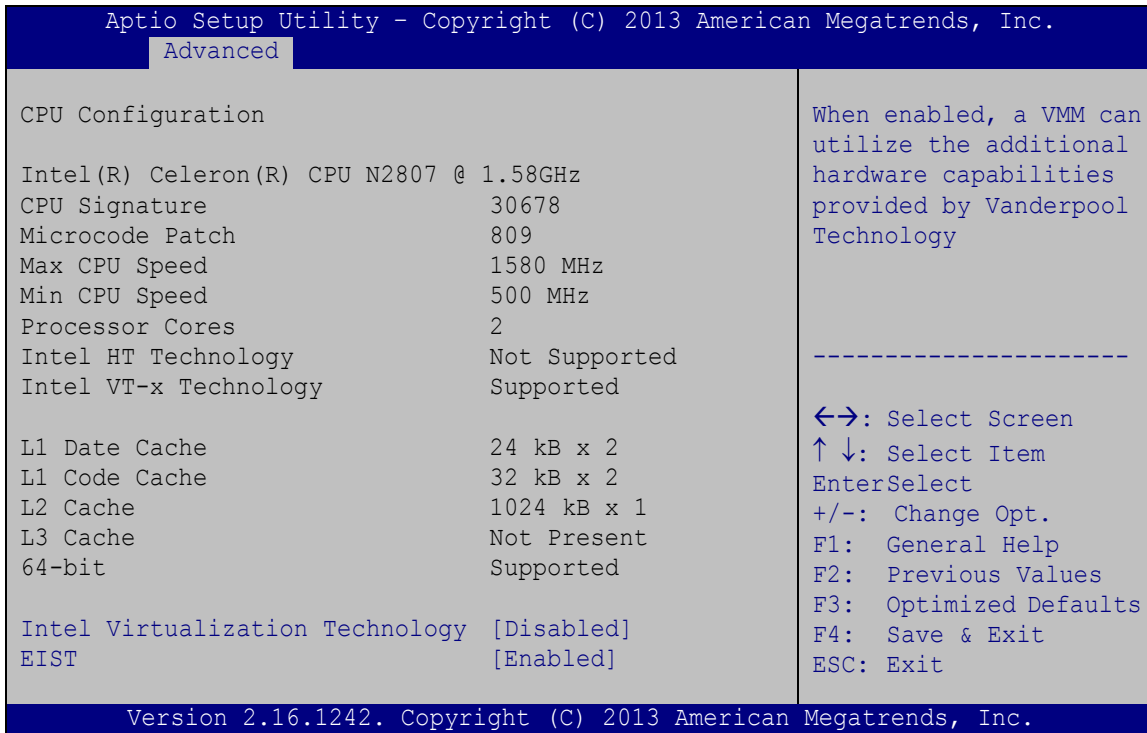 Aptio Setup Utility – Copyright (C) 2013 American Megatrends, Inc.
Advanced
CPU Configuration
Intel(R) Celeron(R) CPU N2807 @ 1.58GHz
CPU Signature 30678
Microcode Patch 809
Max CPU Speed 1580 MHz
Min CPU Speed 500 MHz
Processor Cores 2
Intel HT Technology Not Supported
Intel VT-x Technology Supported
L1 Date Cache 24 kB x 2
L1 Code Cache 32 kB x 2
L2 Cache 1024 kB x 1
L3 Cache Not Present
64-bit Supported
Intel Virtualization Technology [Disabled]
EIST [Enabled]
When enabled, a VMM can
utilize the additional
hardware capabilities
provided by Vanderpool
Technology
----------------------
←→: Select Screen
↑ ↓: Select Item
EnterSelect
+/-: Change Opt.
F1: General Help
F2: Previous Values
F3: Optimized Defaults
F4: Save & Exit
ESC: Exit
Version 2.16.1242. Copyright (C) 2013 American Megatrends, Inc.